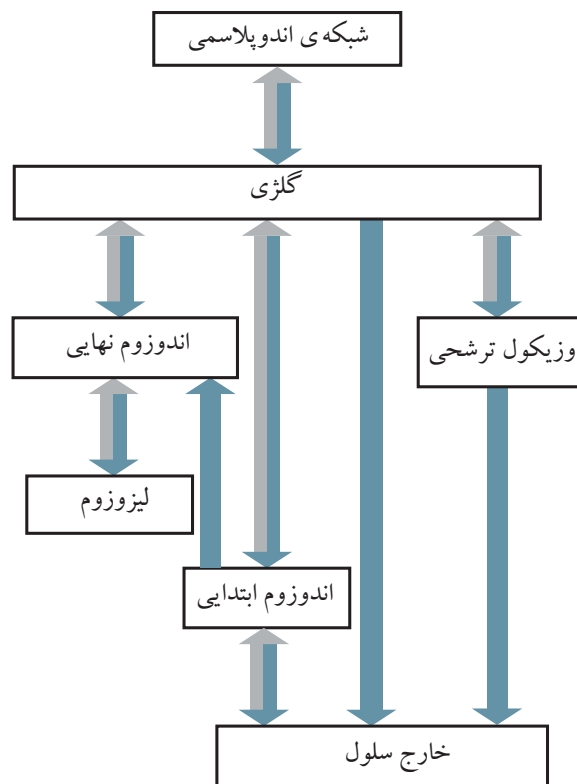 شبکه ی اندوپلاسمی
گلژی
اندوزوم نهایی
وزیکول ترشحی
لیزوزوم
اندوزوم ابتدایی
خارج سلول